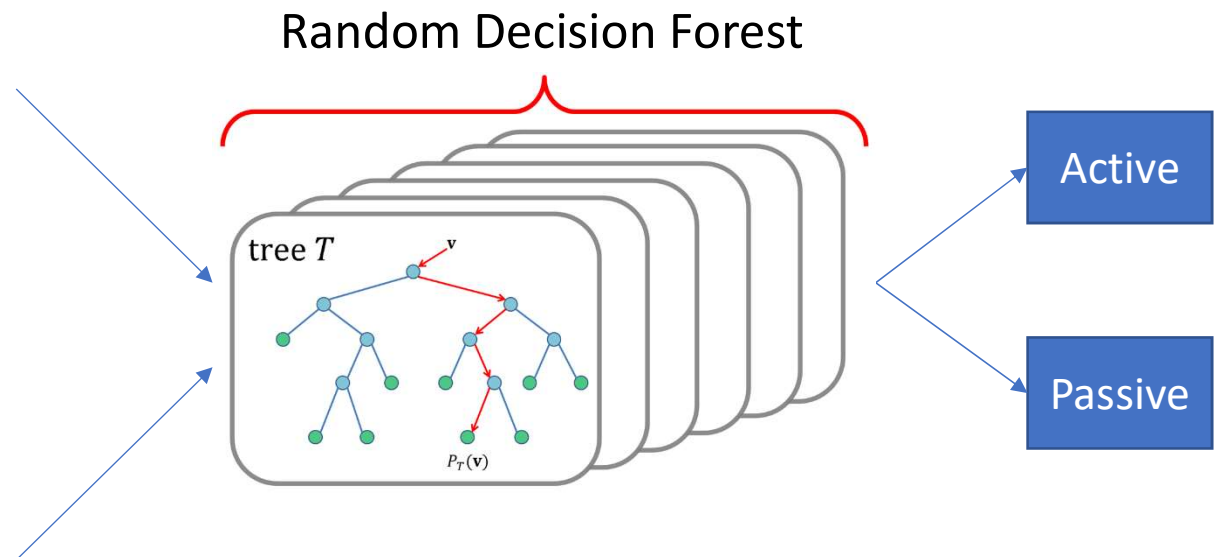 Random Decision Forest
tree T
v
P_T(v)
Active
Passive